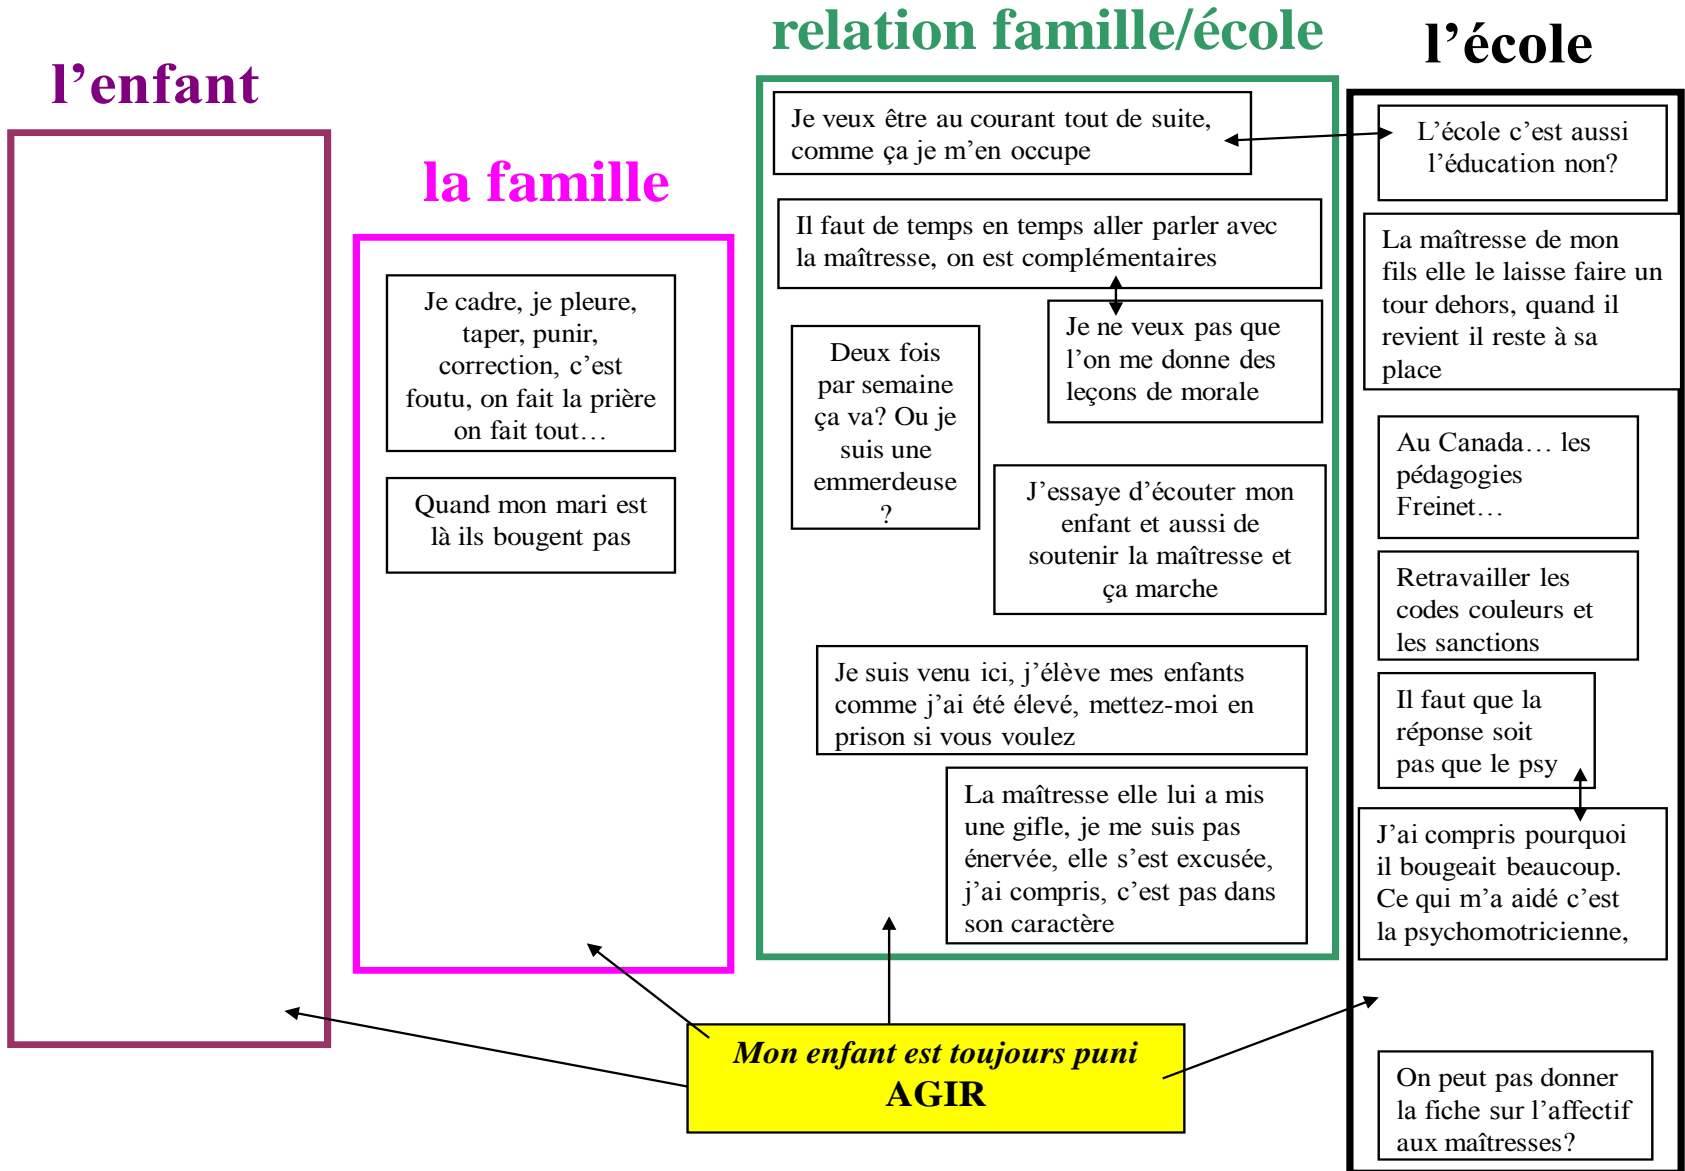 l’enfant
la famille
Je cadre, je pleure,
taper, punir,
correction, c’est
foutu, on fait la prière
on fait tout…
Quand mon mari est
là ils bougent pas
relation famille/école
Je veux être au courant tout de suite,
comme ça je m’en occupe
Il faut de temps en temps aller parler avec
la maîtresse, on est complémentaires
Je ne veux pas que
l’on me donne des
leçons de morale
Deux fois
par semaine
ça va? Ou je
suis une
emmerdeuse
?
J’essaye d’écouter mon
enfant et aussi de
soutenir la maîtresse et
ça marche
Je suis venu ici, j’élève mes enfants
comme j’ai été élevé, mettez-moi en
prison si vous voulez
La maîtresse elle lui a mis
une gifle, je me suis pas
énervée, elle s’est excusée,
j’ai compris, c’est pas dans
son caractère
l’école
L’école c’est aussi
l’éducation non?
La maîtresse de mon
fils elle le laisse faire un
tour dehors, quand il
revient il reste à sa
place
Au Canada… les
pédagogies
Freinet…
Retravailler les
codes couleurs et
les sanctions
Il faut que la
réponse soit
pas que le psy
J’ai compris pourquoi
il bougeait beaucoup.
Ce qui m’a aidé c’est
la psychomotricienne,
On peut pas donner
la fiche sur l’affectif
aux maîtresses?
Mon enfant est toujours puni
AGIR